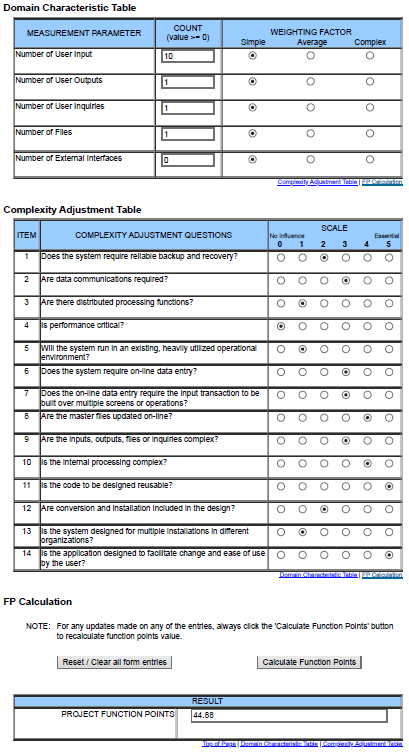 Domain Characteristic Table
MEASUREMENT PARAMETER
COUNT
(value >= 0)
WEIGHTING FACTOR
Simple Average Complex
Number of User Input
10
Number of User Outputs
1
Number of User Inquiries
1
Number of Files
1
Number of External Interfaces
0
Complexity Adjustment Table | FP Calculation
Complexity Adjustment Table
ITEM
COMPLEXITY ADJUSTMENT QUESTIONS
SCALE
No Influence Essential
0 1 2 3 4 5
1 Does the system require reliable backup and recovery?
2 Are data communications required?
3 Are there distributed processing functions?
4 Is performance critical?
5 Will the system run in an existing, heavily utilized operational
environment?
6 Does the system require on-line data entry?
7 Does the on-line data entry require the input transaction to be
built over multiple screens or operations?
8 Are the master files updated on-line?
9 Are the inputs, outputs, files or inquiries complex?
10 Is the internal processing complex?
11 Is the code to be designed reusable?
12 Are conversion and installation included in the design?
13 Is the system designed for multiple installations in different
organizations?
14 Is the application designed to facilitate change and ease of use
by the user?
Domain Characteristic Table | FP Calculation
FP Calculation
NOTE: For any updates made on any of the entries, always click the 'Calculate Function Points' button
to recalculate function points value.
Reset / Clear all form entries
Calculate Function Points
RESULT
PROJECT FUNCTION POINTS
44.88
Top of Page | Domain Characteristic Table | Complexity Adjustment Table